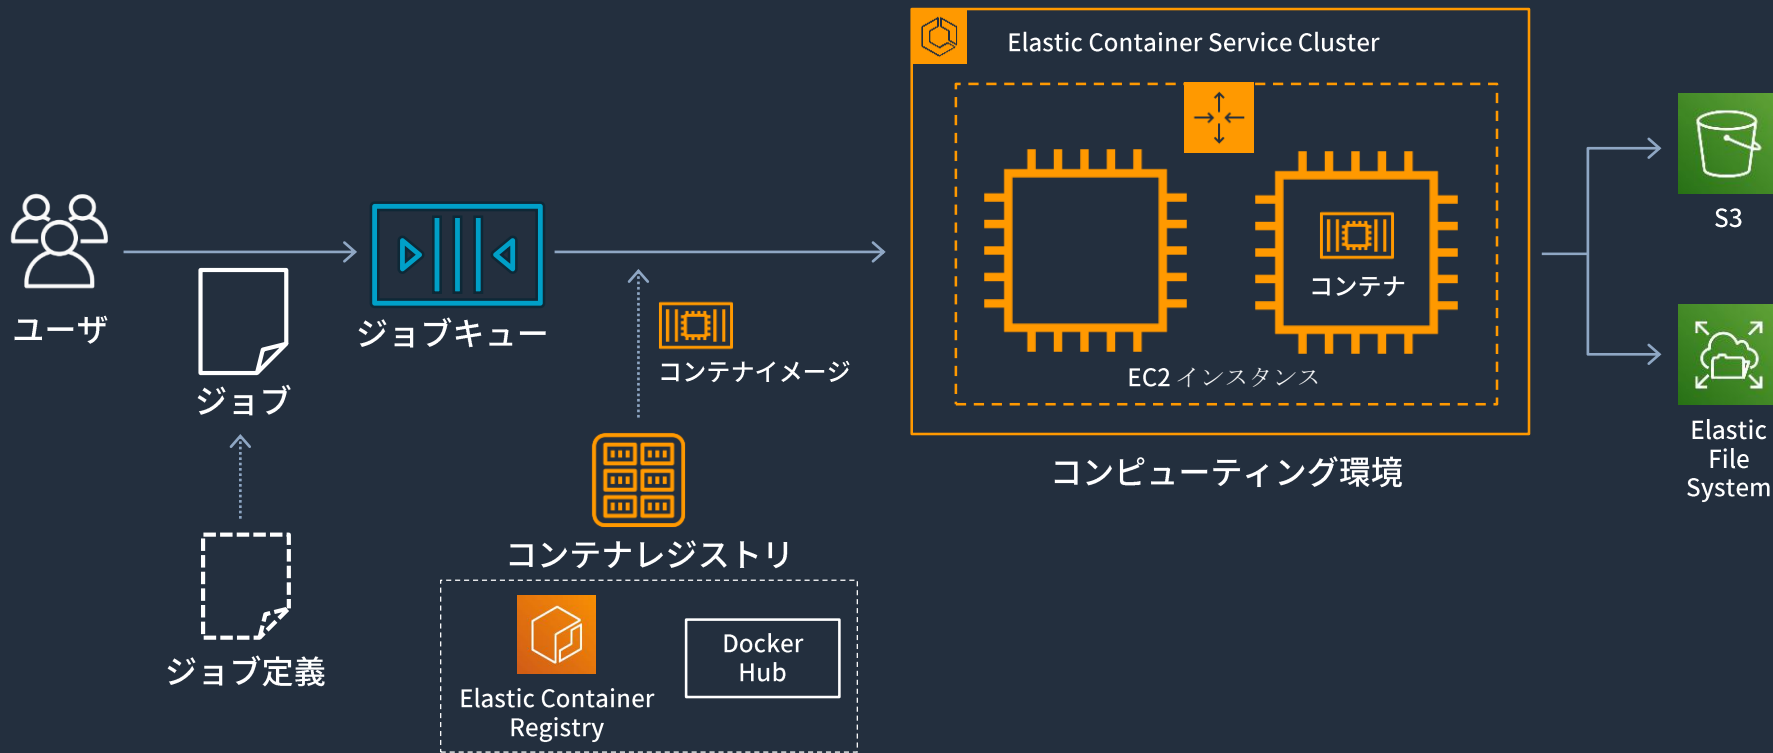 Elastic Container Service Cluster
ユーザ
ジョブ
ジョブ定義
ジョブキュー
コンテナイメージ
コンテナレジストリ
Elastic Container
Registry
Docker
Hub
コンテナ
EC2 インスタンス
コンピューティング環境
S3
Elastic
File
System